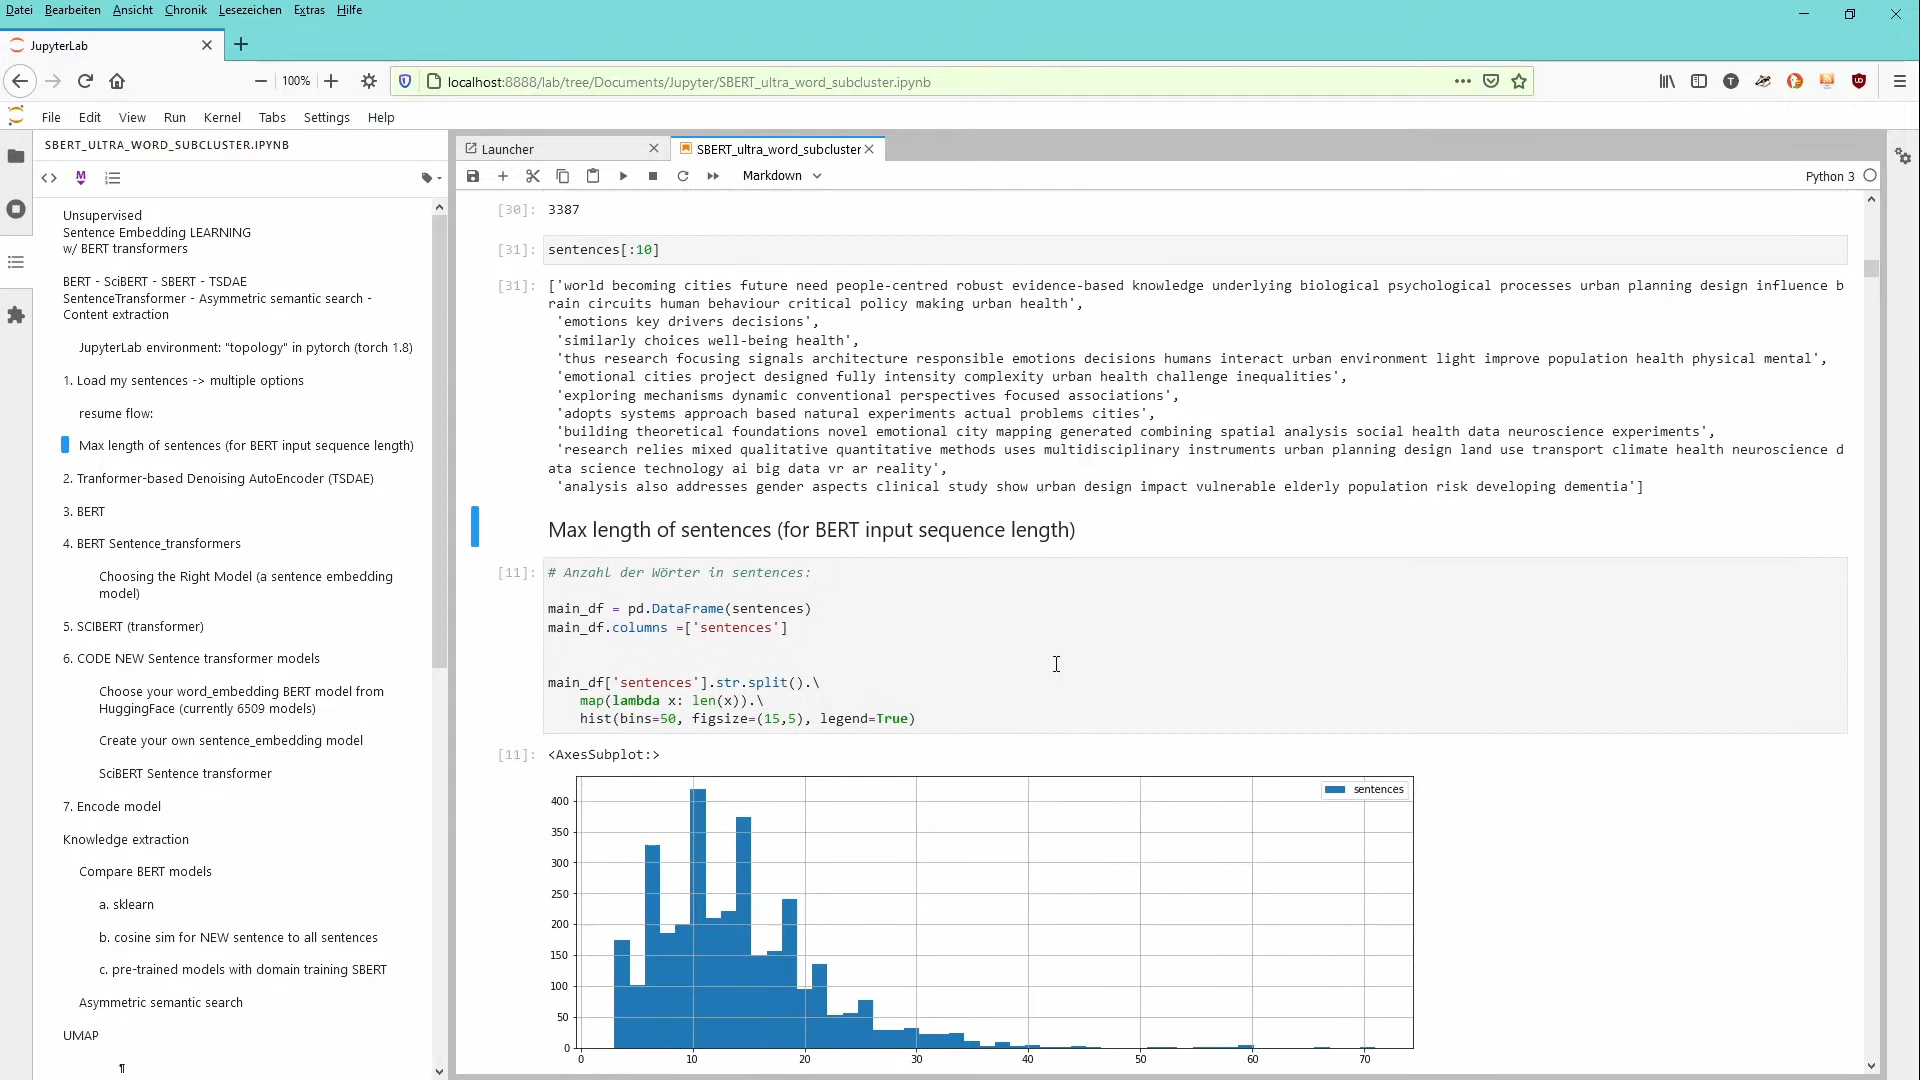 Datei Bearbeiten Ansicht Chronik Lesezeichen Extras Hilfe
JupyterLab
100%
localhost:8888/lab/tree/Documents/Jupyter/SBERT_ultra_word_subcluster.ipynb
File Edit View Run Kernel Tabs Settings Help
SBERT_ULTRA_WORD_SUBCLUSTER.IPYNB
Unsupervised
Sentence Embedding LEARNING
w/ BERT transformers
BERT - SciBERT - SBERT - TSDAE
SentenceTransformer - Asymmetric semantic search -
Content extraction
JupyterLab environment: "topology" in pytorch (torch 1.8)
1. Load my sentences -> multiple options
resume flow:
Max length of sentences (for BERT input sequence length)
2. Tranformer-based Denoising AutoEncoder (TSDAE)
3. BERT
4. BERT Sentence_transformers
Choosing the Right Model (a sentence embedding
model)
5. SCIBERT (transformer)
6. CODE NEW Sentence transformer models
Choose your word_embedding BERT model from
HuggingFace (currently 6509 models)
Create your own sentence_embedding model
SciBERT Sentence transformer
7. Encode model
Knowledge extraction
Compare BERT models
a. sklearn
b. cosine sim for NEW sentence to all sentences
c. pre-trained models with domain training SBERT
Asymmetric semantic search
UMAP
¶
Launcher
SBERT_ultra_word_subcluster
Markdown
Python 3
[30]: 3387
[31]: sentences[:10]
[31]: ['world becoming cities future need people-centred robust evidence-based knowledge underlying biological psychological processes urban planning design influence b
rain circuits human behaviour critical policy making urban health',
'emotions key drivers decisions',
'similarly choices well-being health',
'thus research focusing signals architecture responsible emotions decisions humans interact urban environment light improve population health physical mental',
'emotional cities project designed fully intensity complexity urban health challenge inequalities',
'exploring mechanisms dynamic conventional perspectives focused associations',
'adopts systems approach based natural experiments actual problems cities',
'building theoretical foundations novel emotional city mapping generated combining spatial analysis social health data neuroscience experiments',
'research relies mixed qualitative quantitative methods uses multidisciplinary instruments urban planning design land use transport climate health neuroscience d
ata science technology ai big data vr ar reality',
'analysis also addresses gender aspects clinical study show urban design impact vulnerable elderly population risk developing dementia']
Max length of sentences (for BERT input sequence length)
[11]: # Anzahl der Wörter in sentences:
main_df = pd.DataFrame(sentences)
main_df.columns =['sentences']
main_df['sentences'].str.split().\
map(lambda x: len(x)).\
hist(bins=50, figsize=(15,5), legend=True)
[11]: <AxesSubplot:>
sentences
400
350
300
250
200
150
100
50
0
0 10 20 30 40 50 60 70